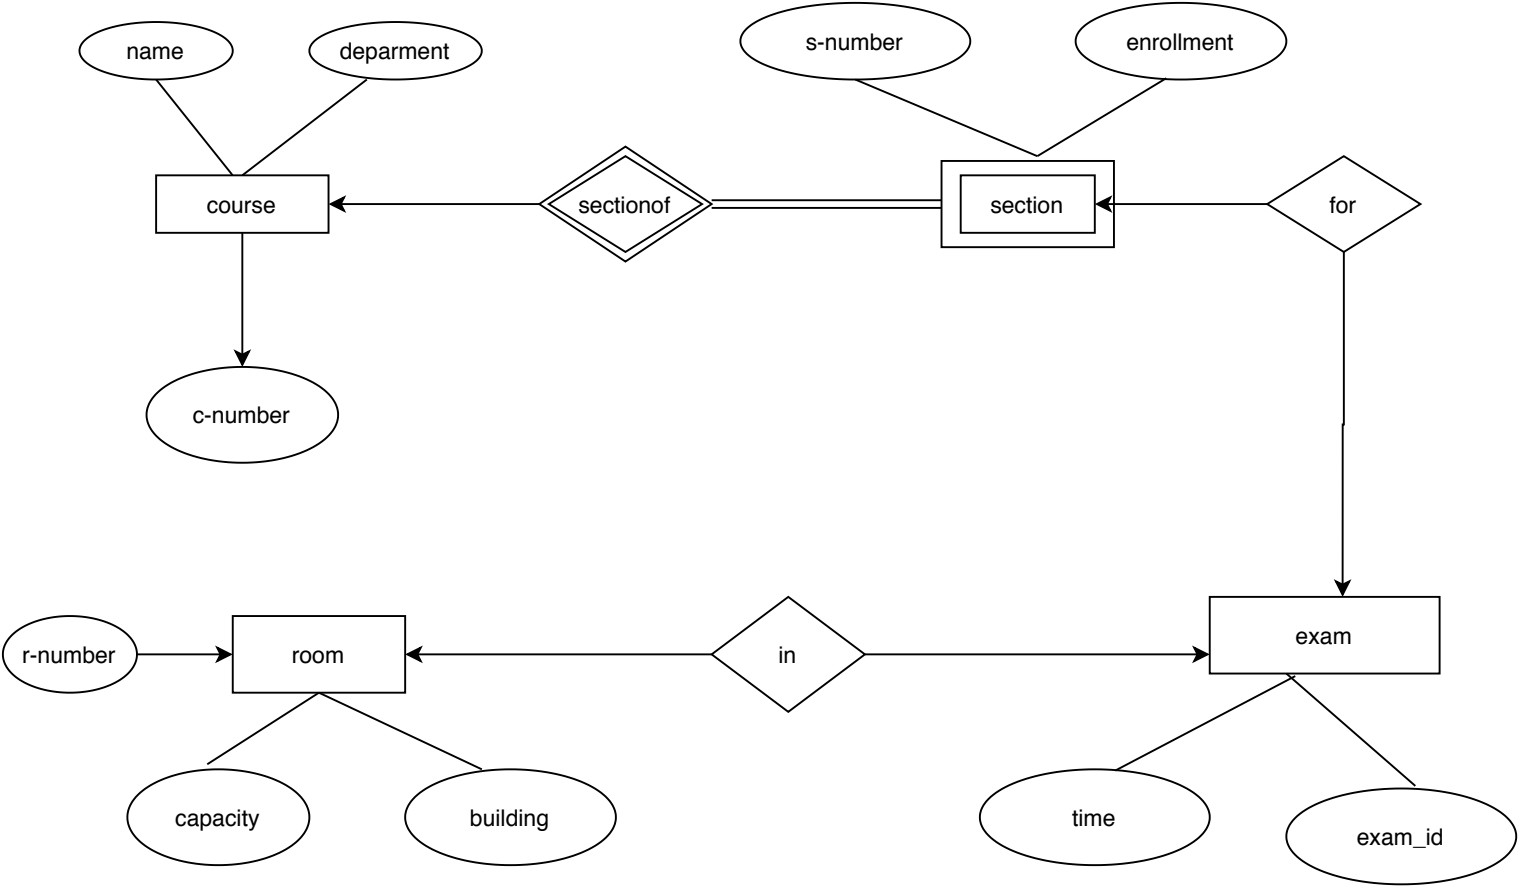 name
deparment
s-number
enrollment
course
sectionof
section
for
c-number
r-number
room
in
exam
capacity
building
time
exam_id